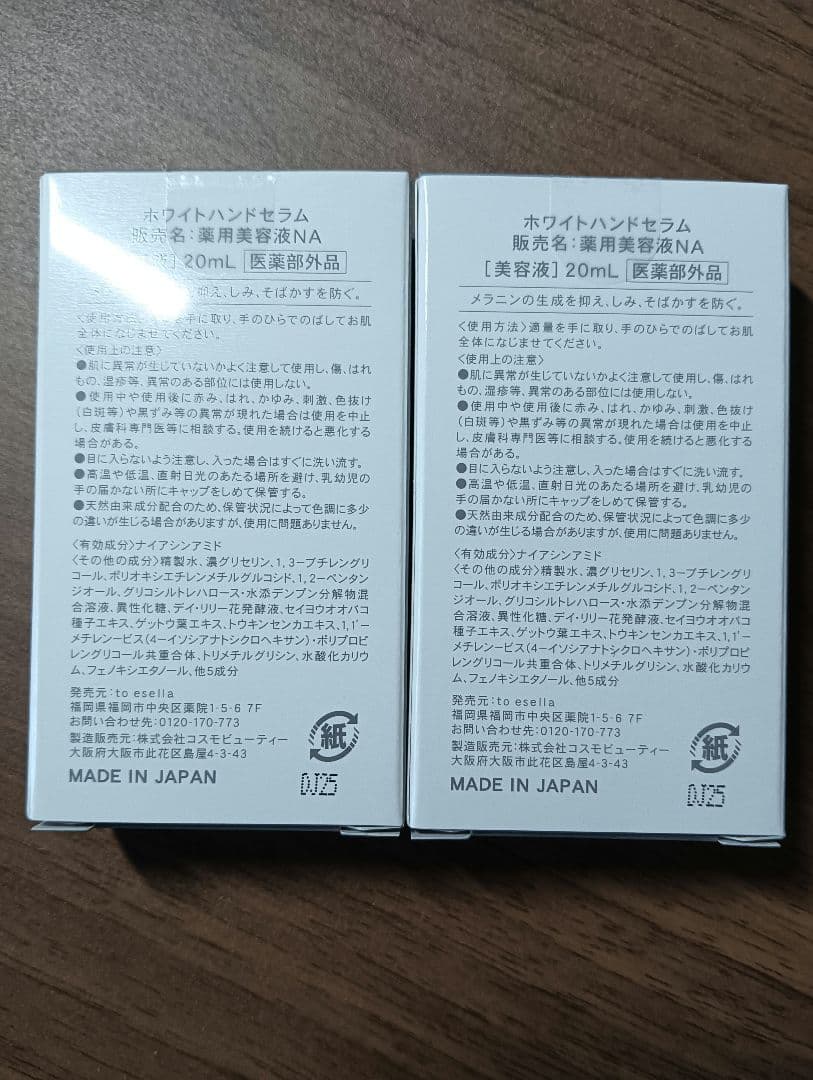 ホワイトハンドセラム
販売名：薬用美容液NA
液］20mL 医薬部外品
抑え、しみ、そばかすを防ぐ。
を手に取り、手のひらでのばしてお肌
全体になじませてください。
〈使用上の注意〉
●肌に異常が生じていないかよく注意して使用し、傷、はれ
もの、湿疹等、異常のある部位には使用しない。
●使用中や使用後に赤み、はれ、かゆみ、刺激、色抜け
（白斑等）や黒ずみ等の異常が現れた場合は使用を中止
し、皮膚科専門医等に相談する。使用を続けると悪化する
場合がある。
●目に入らないよう注意し、入った場合はすぐに洗い流す。
●高温や低温、直射日光のあたる場所を避け、乳幼児の
手の届かない所にキャップをしめて保管する。
●天然由来成分配合のため、保管状況によって色調に多少
の違いが生じる場合がありますが、使用に問題ありません。
〈有効成分〉ナイアシンアミド
〈その他の成分〉精製水、濃グリセリン、1,3－ブチレングリ
コール、ポリオキシエチレンメチルグルコシド、1,2－ペンタン
ジオール、グリコシルトレハロース・水添デンプン分解物混
合溶液、異性化糖、デイ・リリー花発酵液、セイヨウオオバコ
種子エキス、ゲットウ葉エキス、トウキンセンカエキス、1,1'－
メチレン－ビス（4－イソシアナトシクロヘキサン）・ポリプロピ
レングリコール共重合体、トリメチルグリシン、水酸化カリウ
ム、フェノキシエタノール、他5成分
発売元：to esella
福岡県福岡市中央区薬院1-5-6 7F
お問い合わせ先：0120-170-773
製造販売元：株式会社コスモビューティー
大阪府大阪市此花区島屋4-3-43
MADE IN JAPAN
紙
0J25
ホワイトハンドセラム
販売名：薬用美容液NA
［美容液］20mL 医薬部外品
メラニンの生成を抑え、しみ、そばかすを防ぐ。
〈使用方法〉適量を手に取り、手のひらでのばしてお肌
全体になじませてください。
〈使用上の注意〉
●肌に異常が生じていないかよく注意して使用し、傷、はれ
もの、湿疹等、異常のある部位には使用しない。
●使用中や使用後に赤み、はれ、かゆみ、刺激、色抜け
（白斑等）や黒ずみ等の異常が現れた場合は使用を中止
し、皮膚科専門医等に相談する。使用を続けると悪化する
場合がある。
●目に入らないよう注意し、入った場合はすぐに洗い流す。
●高温や低温、直射日光のあたる場所を避け、乳幼児の
手の届かない所にキャップをしめて保管する。
●天然由来成分配合のため、保管状況によって色調に多少
の違いが生じる場合がありますが、使用に問題ありません。
〈有効成分〉ナイアシンアミド
〈その他の成分〉精製水、濃グリセリン、1,3－ブチレングリ
コール、ポリオキシエチレンメチルグルコシド、1,2－ペンタン
ジオール、グリコシルトレハロース・水添デンプン分解物混
合溶液、異性化糖、デイ・リリー花発酵液、セイヨウオオバコ
種子エキス、ゲットウ葉エキス、トウキンセンカエキス、1,1'－
メチレン－ビス（4－イソシアナトシクロヘキサン）・ポリプロピ
レングリコール共重合体、トリメチルグリシン、水酸化カリウ
ム、フェノキシエタノール、他5成分
発売元：to esella
福岡県福岡市中央区薬院1-5-6 7F
お問い合わせ先：0120-170-773
製造販売元：株式会社コスモビューティー
大阪府大阪市此花区島屋4-3-43
MADE IN JAPAN
紙
0J25